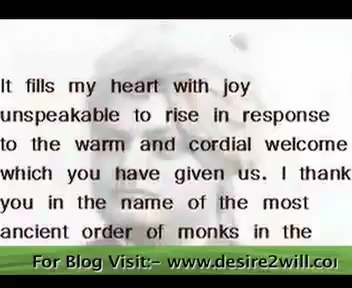 It fills my heart with joy
unspeakable to rise in response
to the warm and cordial welcome
which you have given us. I thank
you in the name of the most
ancient order of monks in the
For Blog Visit:- www.desire2will.com